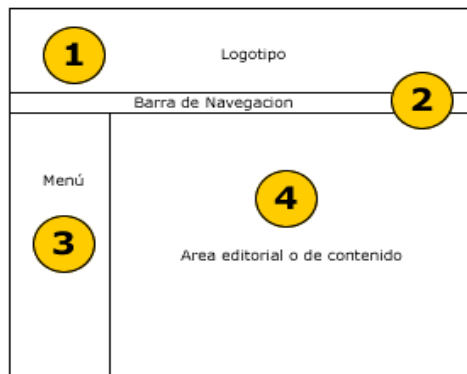 1
Logotipo
Barra de Navegacion
2
Menú
3
4
Area editorial o de contenido